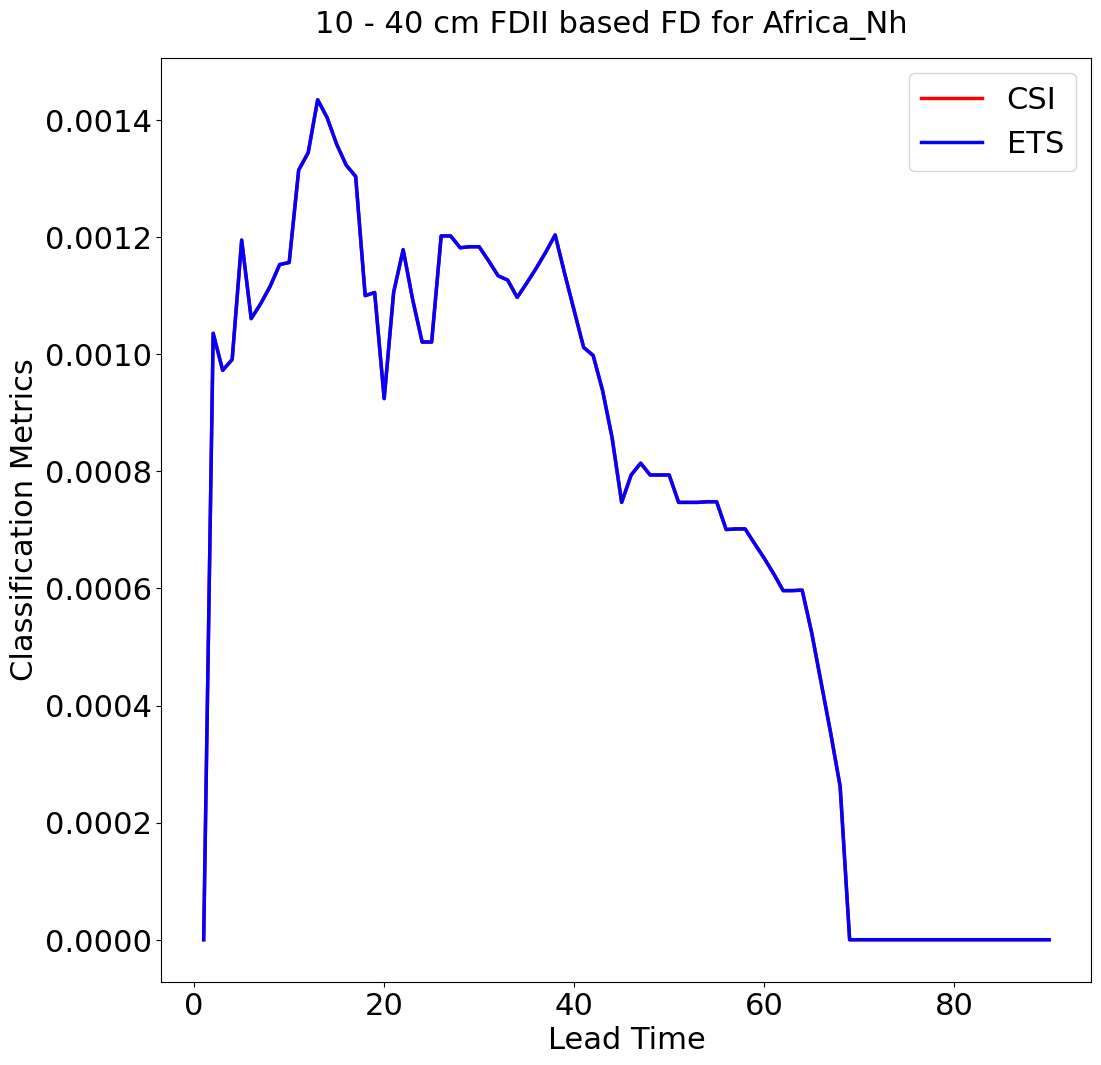 10 - 40 cm FDII based FD for Africa_Nh
CSI
ETS
Classification Metrics
0.0014
0.0012
0.0010
0.0008
0.0006
0.0004
0.0002
0.0000
0 20 40 60 80
Lead Time